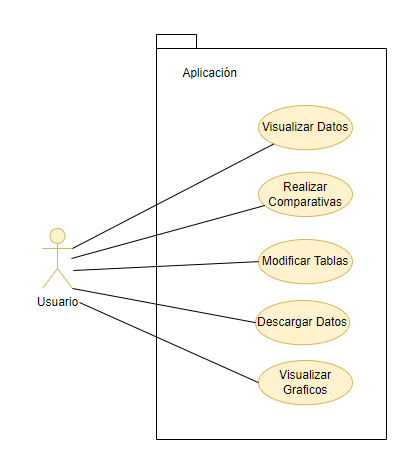 Aplicación
Visualizar Datos
Realizar
Comparativas
Modificar Tablas
Usuario
Descargar Datos
Visualizar
Graficos